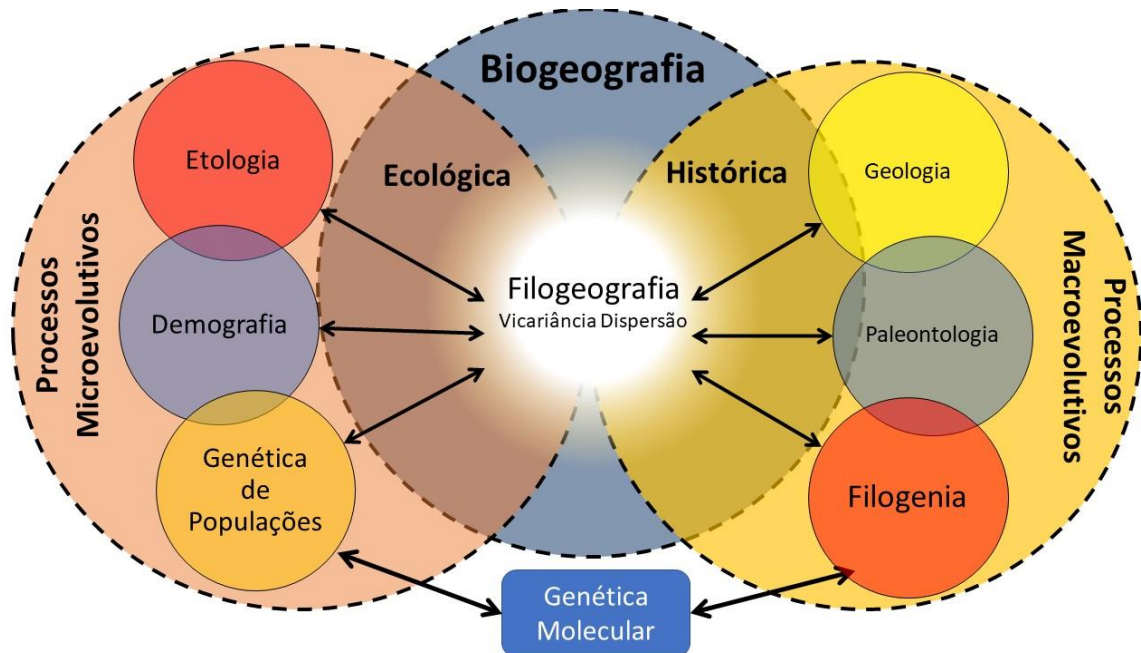 Biogeografia
Etologia
Ecológica
Histórica
Geologia
Processos
Microevolutivos
Demografia
Filogeografia
Vicariância Dispersão
Paleontologia
Processos
Macroevolutivos
Genética
de
Populações
Filogenia
Genética
Molecular